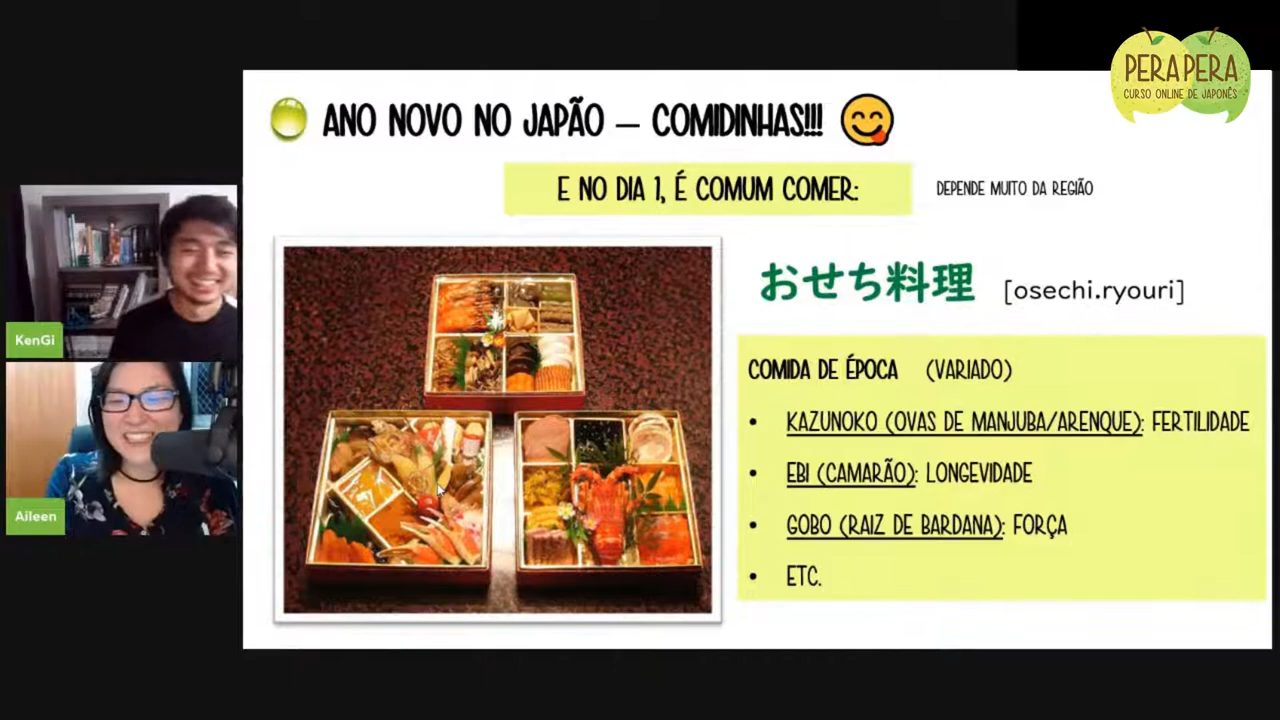 PERA PERA
CURSO ONLINE DE JAPONÊS
ANO NOVO NO JAPÃO – COMIDINHAS!!!
E NO DIA 1, É COMUM COMER:
DEPENDE MUITO DA REGIÃO
おせち料理 [osechi.ryouri]
COMIDA DE ÉPOCA (VARIADO)
• KAZUNOKO (OVAS DE MANJUBA/ARENQUE): FERTILIDADE
• EBI (CAMARÃO): LONGEVIDADE
• GOBO (RAIZ DE BARDANA): FORÇA
• ETC.
KenGi
Aileen